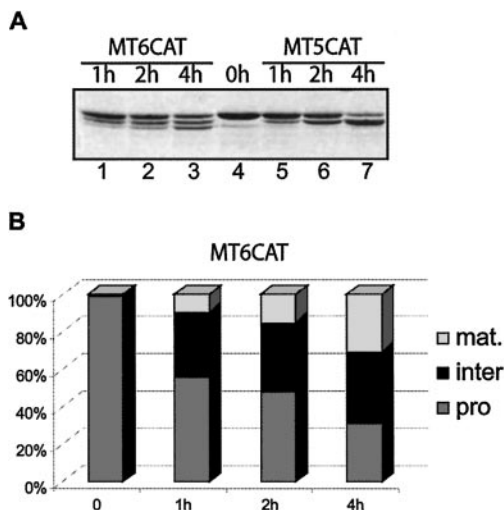 A
MT6CAT MT5CAT
1h 2h 4h 0h 1h 2h 4h
1 2 3 4 5 6 7
B
MT6CAT
100%
80%
60%
40%
20%
0%
0 1h 2h 4h
mat.
inter
pro